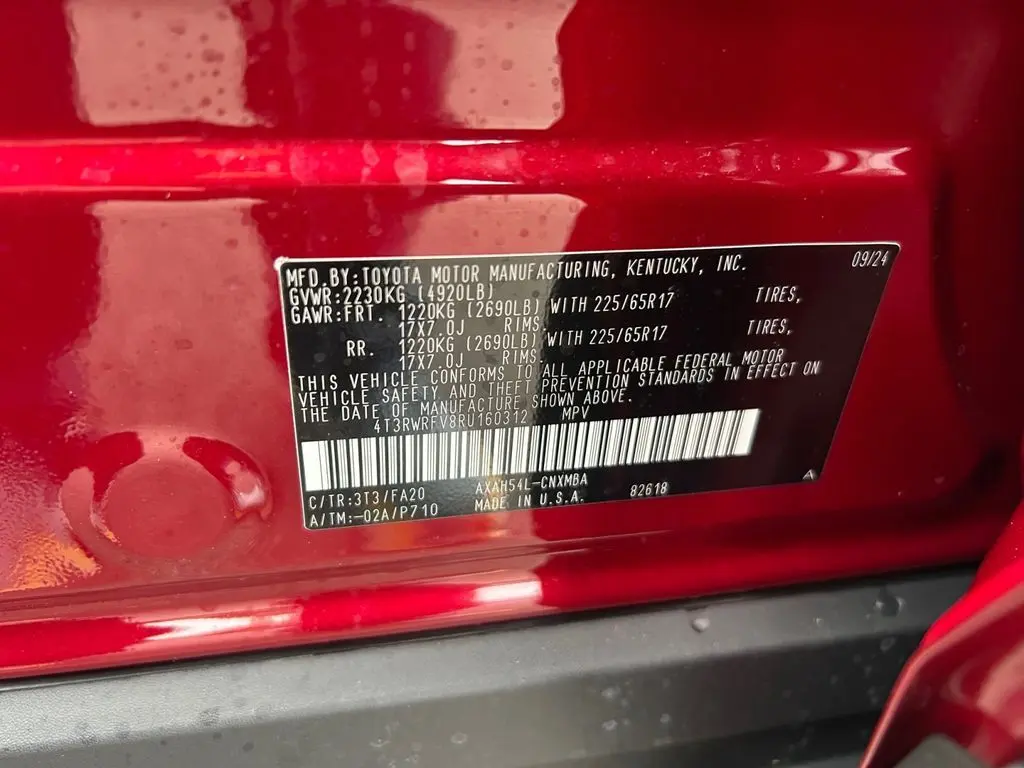 MFD.BY:TOYOTA MOTOR MANUFACTURING, KENTUCKY, INC. 09/24
GVWR:2230KG (4920LB)
GAWR:FRT. 1220KG (2690LB) WITH 225/65R17 TIRES,
17X7.0J RIMS.
RR. 1220KG (2690LB) WITH 225/65R17 TIRES,
17X7.0J RIMS.
THIS VEHICLE CONFORMS TO ALL APPLICABLE FEDERAL MOTOR
VEHICLE SAFETY AND THEFT PREVENTION STANDARDS IN EFFECT ON
THE DATE OF MANUFACTURE SHOWN ABOVE.
4T3RWRFV8RU160312 MPV
C/TR:3T3/FA20 AXAH54L-CNXMBA
A/TM:-02A/P710 MADE IN U.S.A. 82618